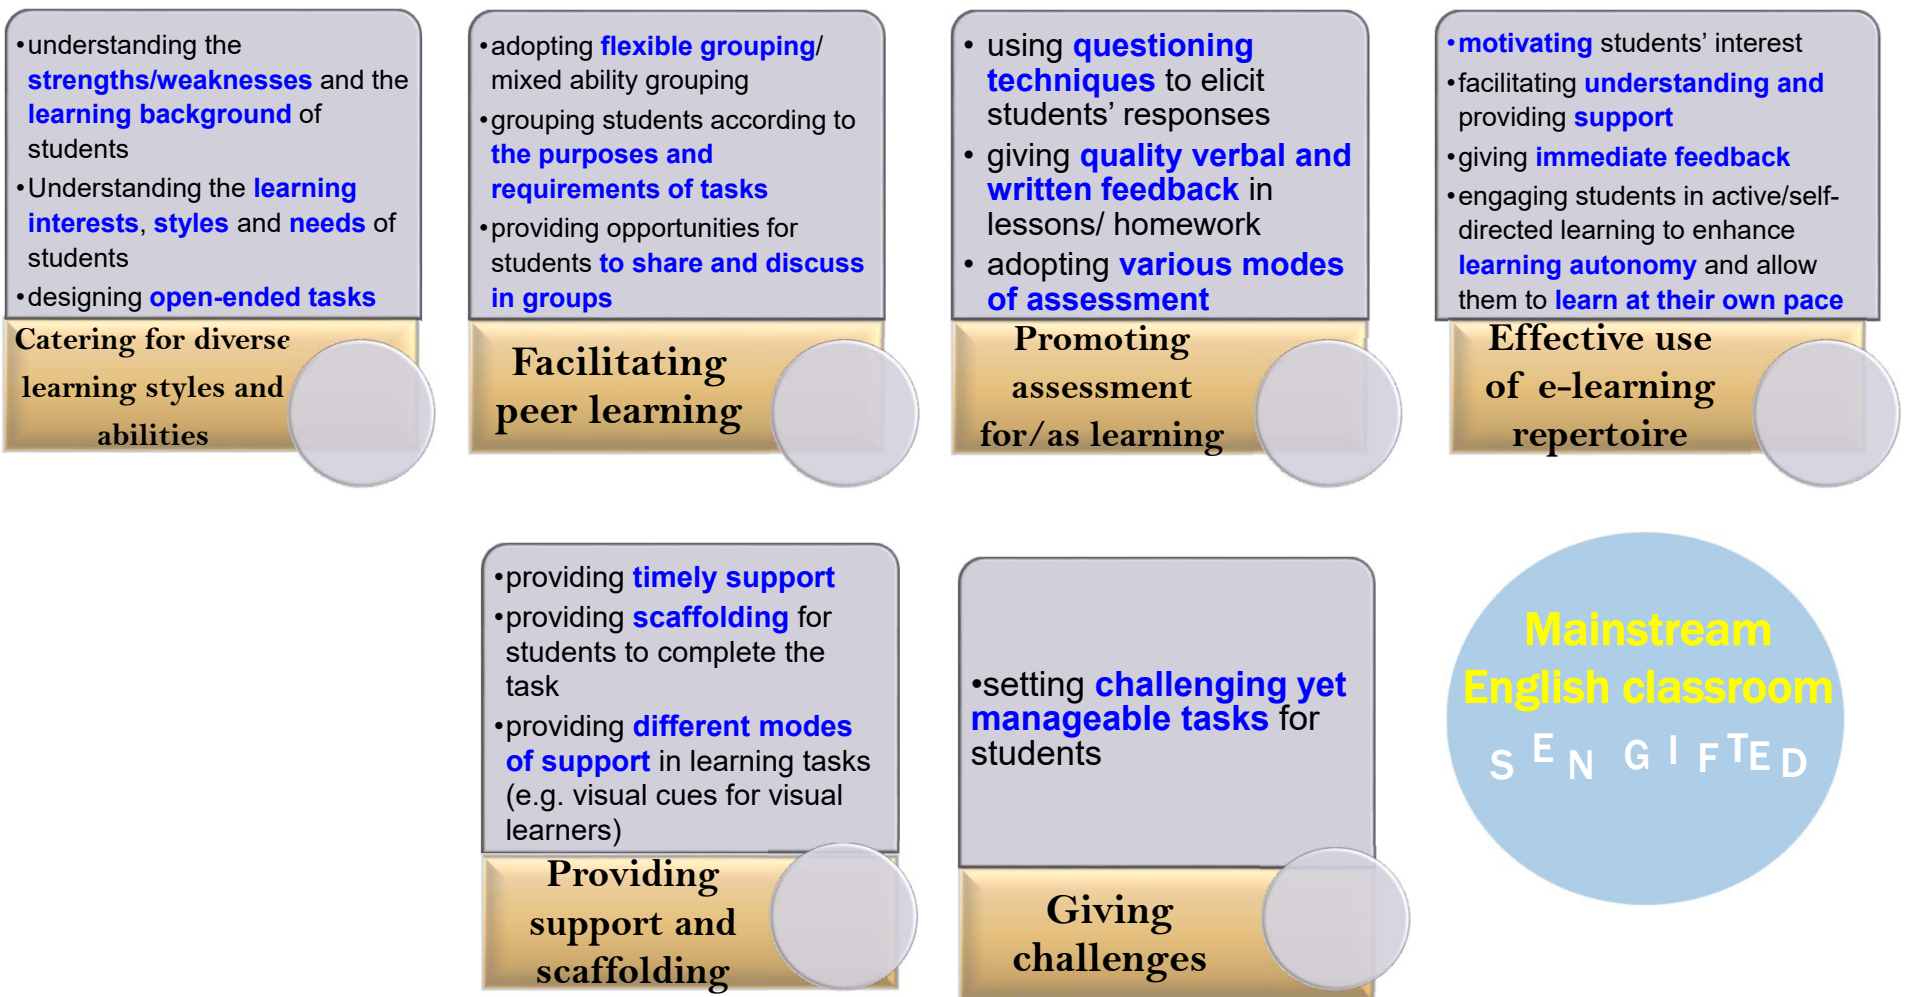 •understanding the
strengths/weaknesses and the
learning background of
students
•Understanding the learning
interests, styles and needs of
students
•designing open-ended tasks
Catering for diverse
learning styles and
abilities
•adopting flexible grouping/
mixed ability grouping
•grouping students according to
the purposes and
requirements of tasks
•providing opportunities for
students to share and discuss
in groups
Facilitating
peer learning
• using questioning
techniques to elicit
students’ responses
• giving quality verbal and
written feedback in
lessons/ homework
• adopting various modes
of assessment
Promoting
assessment
for/as learning
•motivating students’ interest
•facilitating understanding and
providing support
•giving immediate feedback
•engaging students in active/self-
directed learning to enhance
learning autonomy and allow
them to learn at their own pace
Effective use
of e-learning
repertoire
•providing timely support
•providing scaffolding for
students to complete the
task
•providing different modes
of support in learning tasks
(e.g. visual cues for visual
learners)
Providing
support and
scaffolding
•setting challenging yet
manageable tasks for
students
Giving
challenges
Mainstream
English classroom
SEN GIFTED